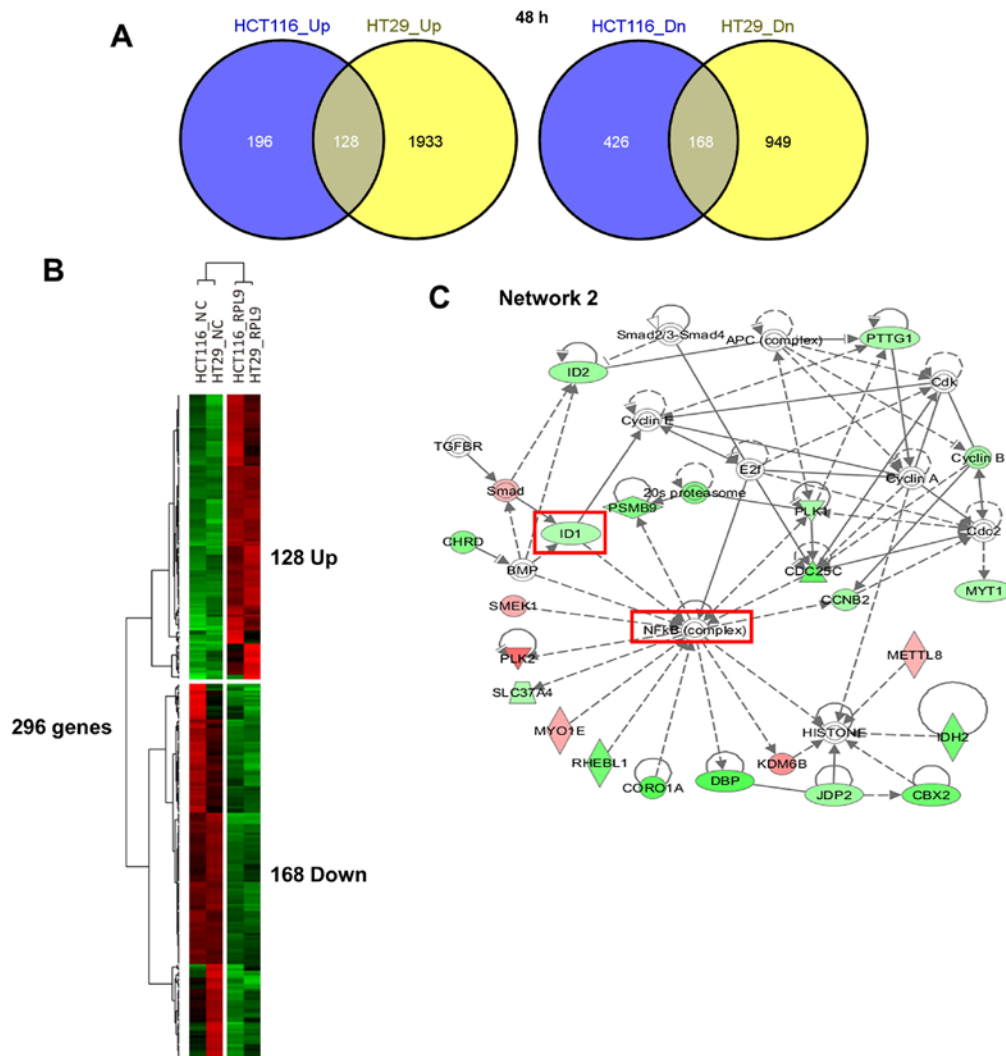 48 h
A
HCT116_Up
HT29_Up
HCT116_Dn
HT29_Dn
196
128
1933
426
168
949
B
HCT116_NC
HT29_NC
HCT116_RPL9
HT29_RPL9
128 Up
296 genes
168 Down
C
Network 2
Smad2/3-Smad4
APC (complex)
PTTG1
ID2
Cdk
Cyclin E
TGFBR
E2f
Cyclin B
Cyclin A
Smad
20s proteasome
PSMB9
PLK1
ID1
Cdc2
CHRD
BMP
CDC25C
CCNB2
MYT1
SMEK1
NFkB (complex)
PLK2
METTL8
SLC37A4
MYO1E
HISTONE
IDH2
RHEBL1
KDM6B
CORO1A
DBP
JDP2
CBX2